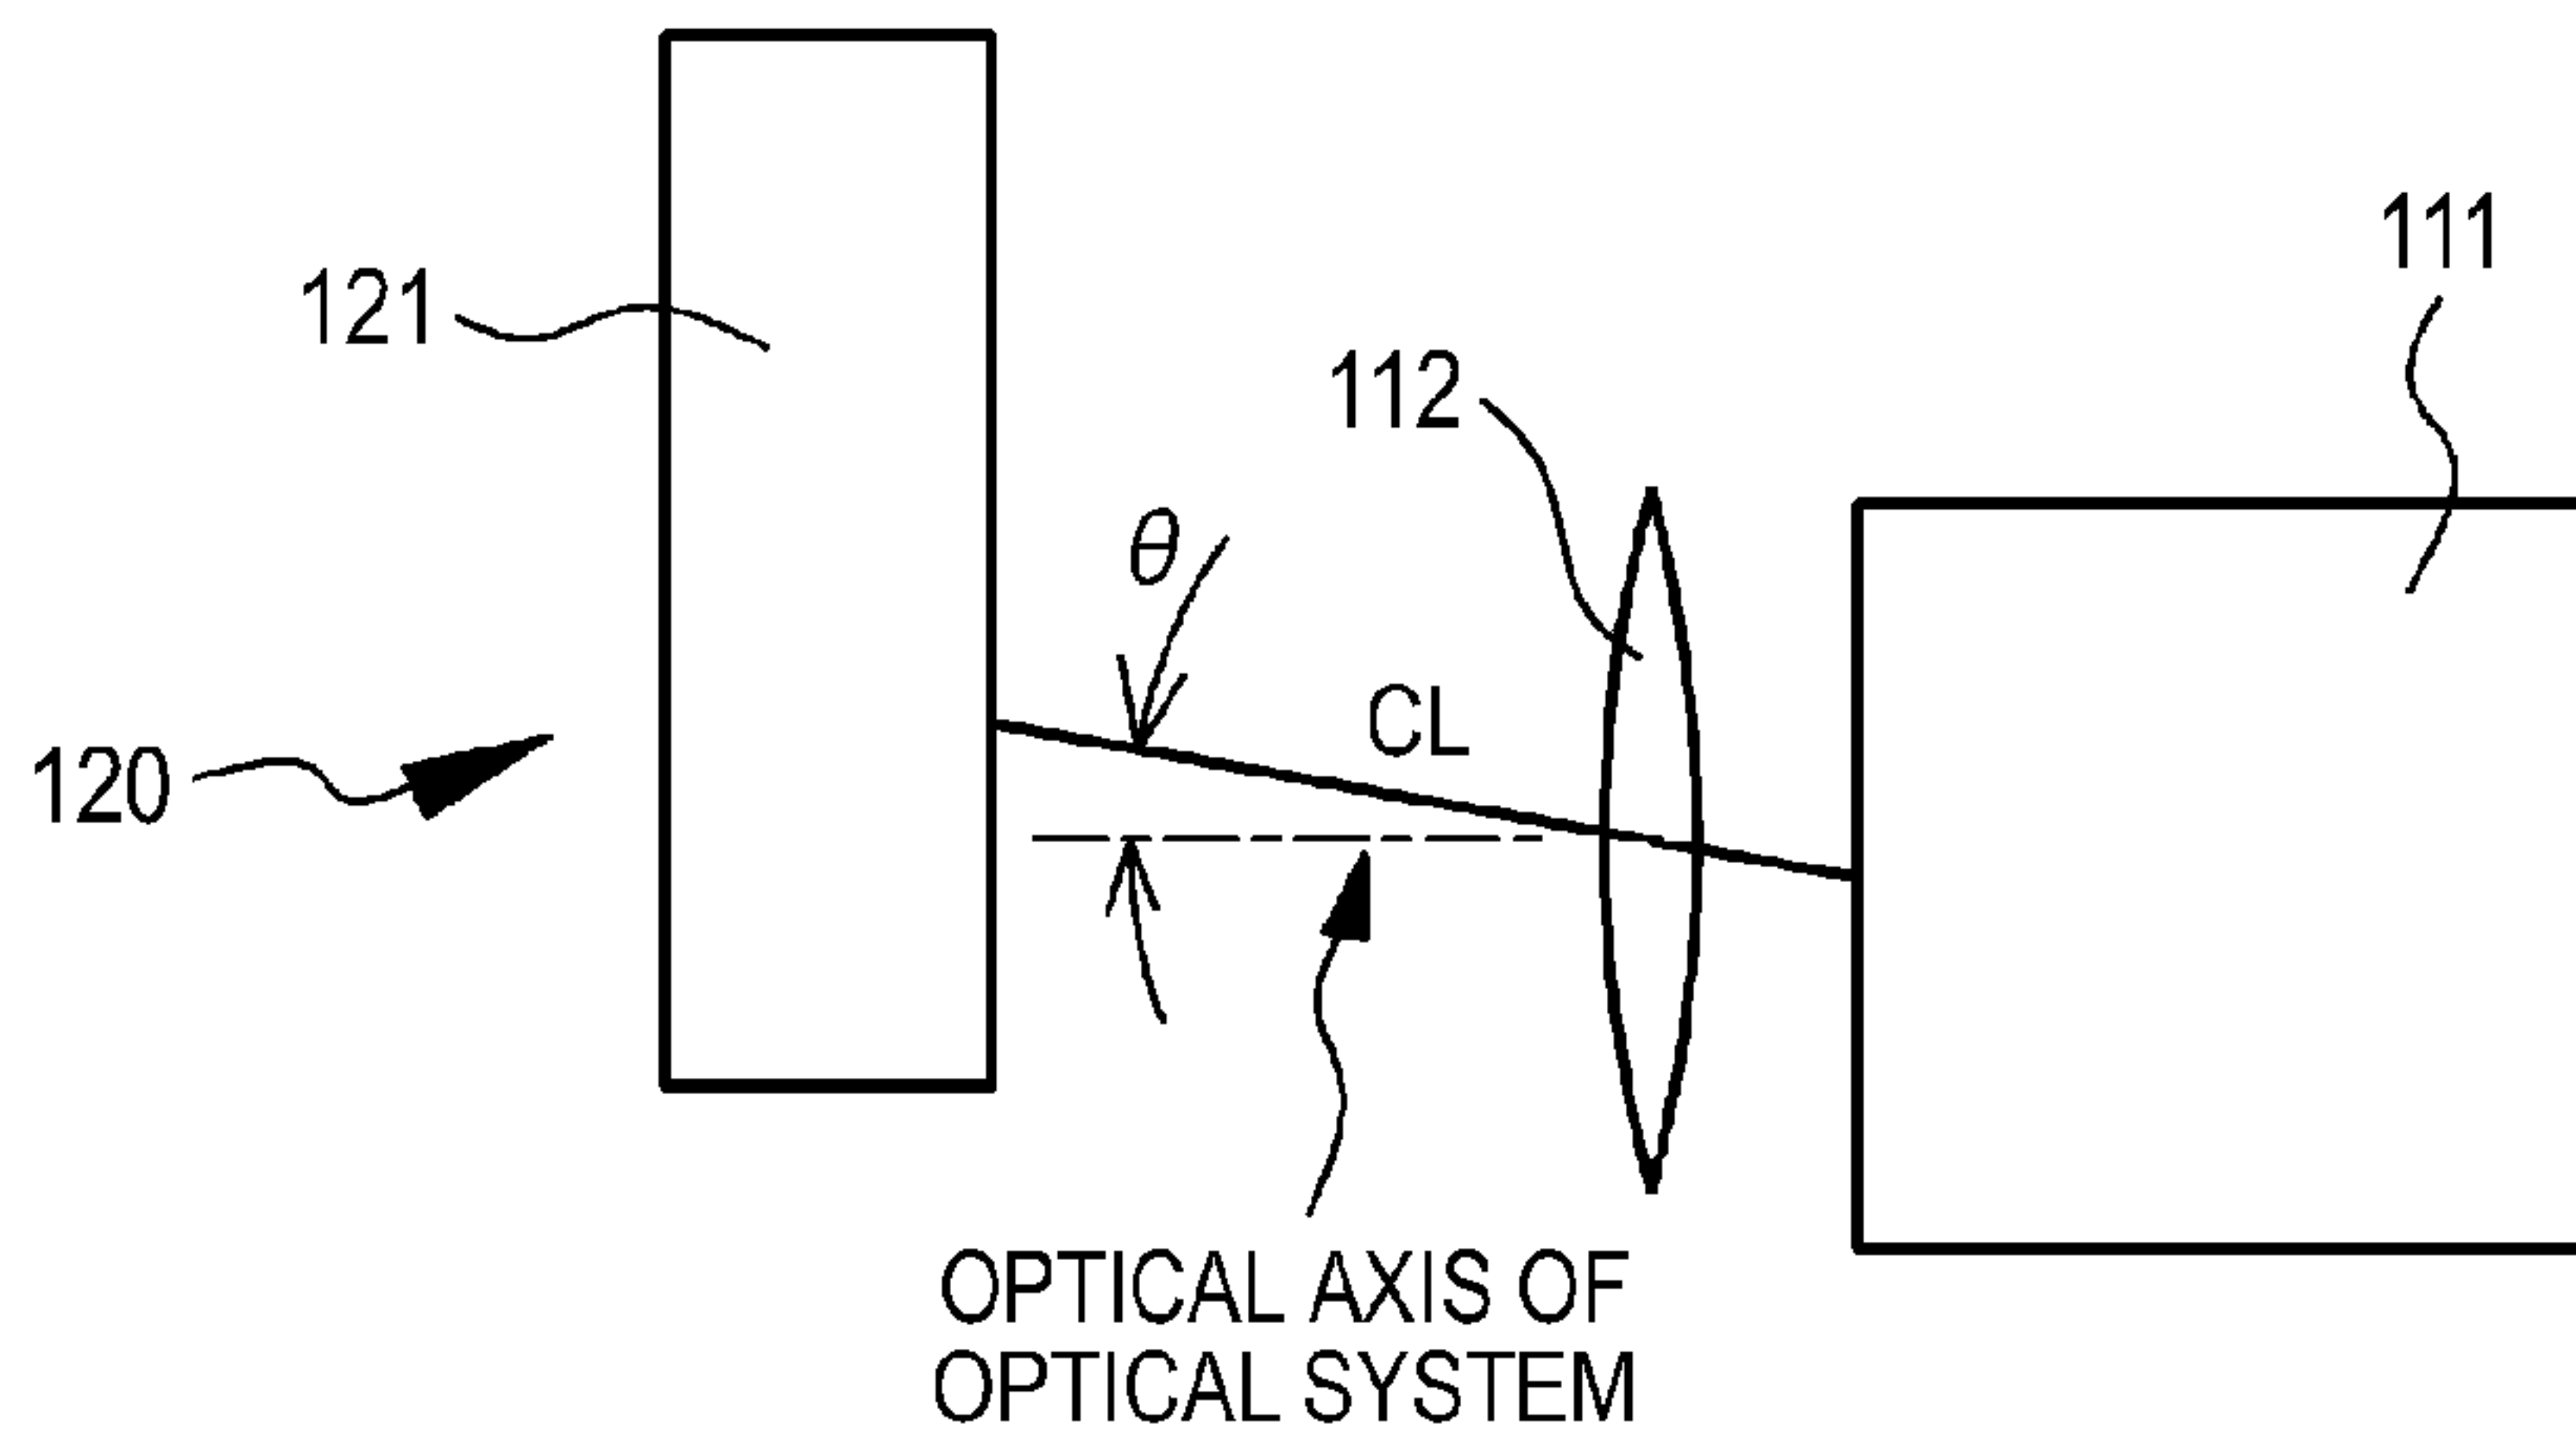 111
121
112
θ
CL
120
OPTICAL AXIS OF
OPTICAL SYSTEM